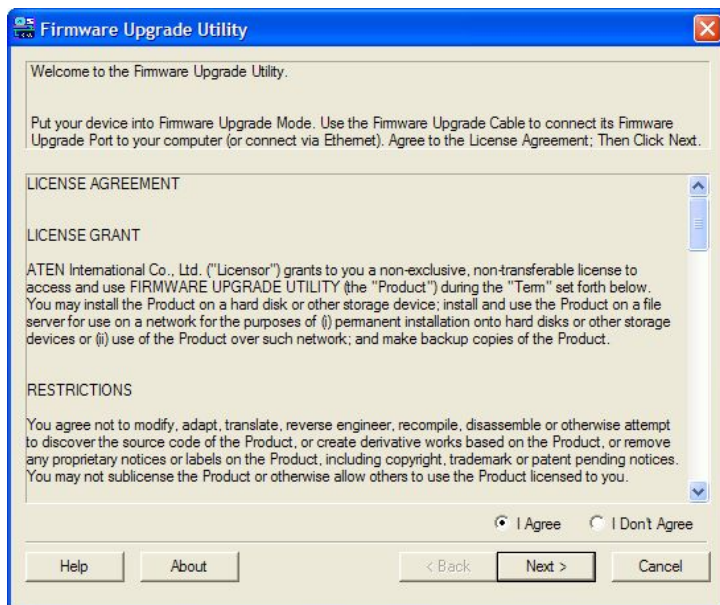 Firmware Upgrade Utility
Welcome to the Firmware Upgrade Utility.
Put your device into Firmware Upgrade Mode. Use the Firmware Upgrade Cable to connect its Firmware
Upgrade Port to your computer (or connect via Ethernet). Agree to the License Agreement; Then Click Next.
LICENSE AGREEMENT
LICENSE GRANT
ATEN International Co., Ltd. ("Licensor") grants to you a non-exclusive, non-transferable license to
access and use FIRMWARE UPGRADE UTILITY (the "Product") during the "Term" set forth below.
You may install the Product on a hard disk or other storage device; install and use the Product on a file
server for use on a network for the purposes of (i) permanent installation onto hard disks or other storage
devices or (ii) use of the Product over such network; and make backup copies of the Product.
RESTRICTIONS
You agree not to modify, adapt, translate, reverse engineer, recompile, disassemble or otherwise attempt
to discover the source code of the Product, or create derivative works based on the Product, or remove
any proprietary notices or labels on the Product, including copyright, trademark or patent pending notices.
You may not sublicense the Product or otherwise allow others to use the Product licensed to you.
I Agree I Don't Agree
Help About < Back Next > Cancel